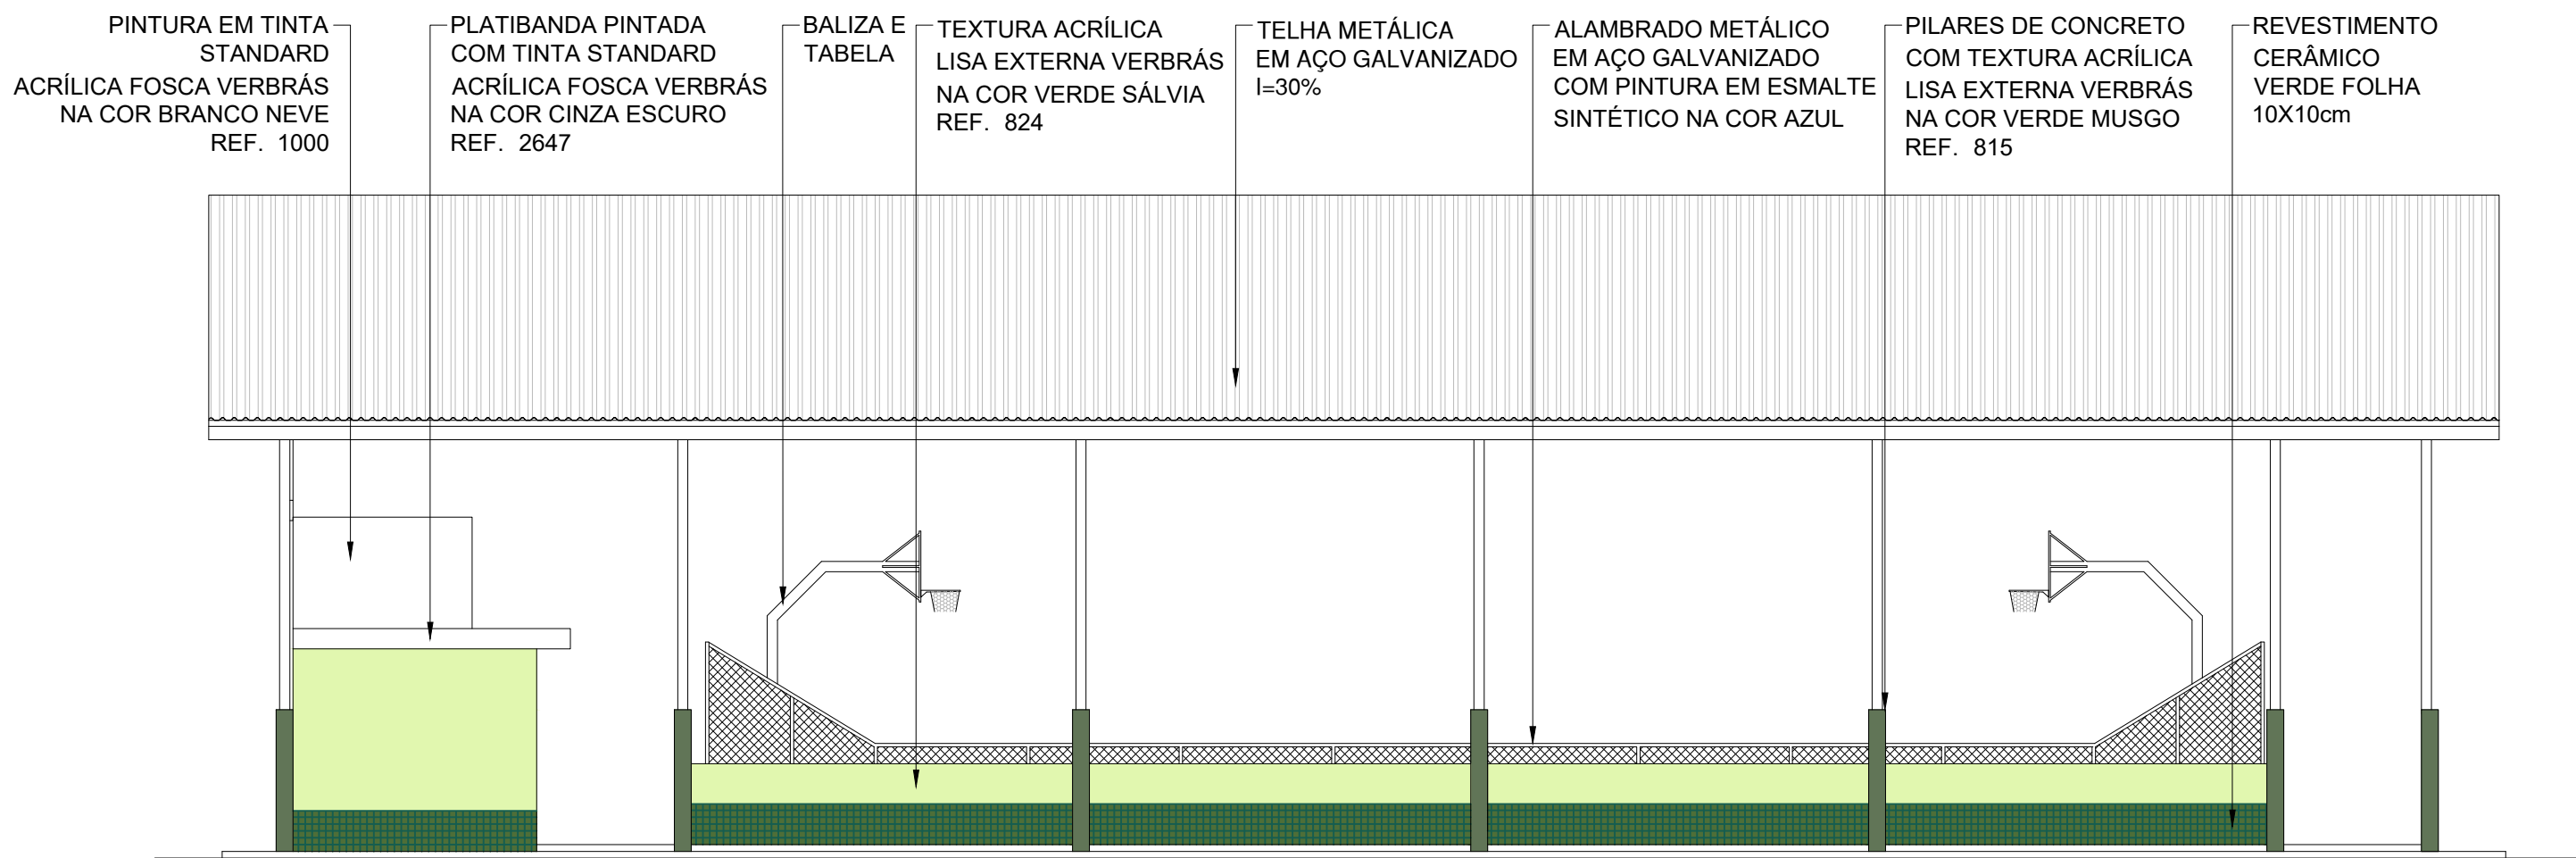 PINTURA EM TINTA
STANDARD
ACRÍLICA FOSCA VERBRÁS
NA COR BRANCO NEVE
REF. 1000
PLATIBANDA PINTADA
COM TINTA STANDARD
ACRÍLICA FOSCA VERBRÁS
NA COR CINZA ESCURO
REF. 2647
BALIZA E
TABELA
TEXTURA ACRÍLICA
LISA EXTERNA VERBRÁS
NA COR VERDE SÁLVIA
REF. 824
TELHA METÁLICA
EM AÇO GALVANIZADO
I=30%
ALAMBRADO METÁLICO
EM AÇO GALVANIZADO
COM PINTURA EM ESMALTE
SINTÉTICO NA COR AZUL
PILARES DE CONCRETO
COM TEXTURA ACRÍLICA
LISA EXTERNA VERBRÁS
NA COR VERDE MUSGO
REF. 815
REVESTIMENTO
CERÂMICO
VERDE FOLHA
10X10cm